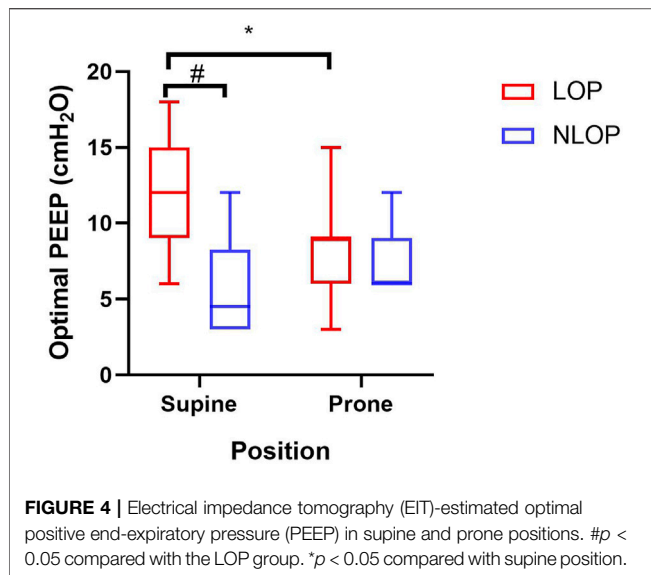 *
#
LOP
NLOP
20
15
10
5
0
Optimal PEEP (cmH₂O)
Supine Prone
Position
FIGURE 4 | Electrical impedance tomography (EIT)-estimated optimal
positive end-expiratory pressure (PEEP) in supine and prone positions. #p <
0.05 compared with the LOP group. *p < 0.05 compared with supine position.